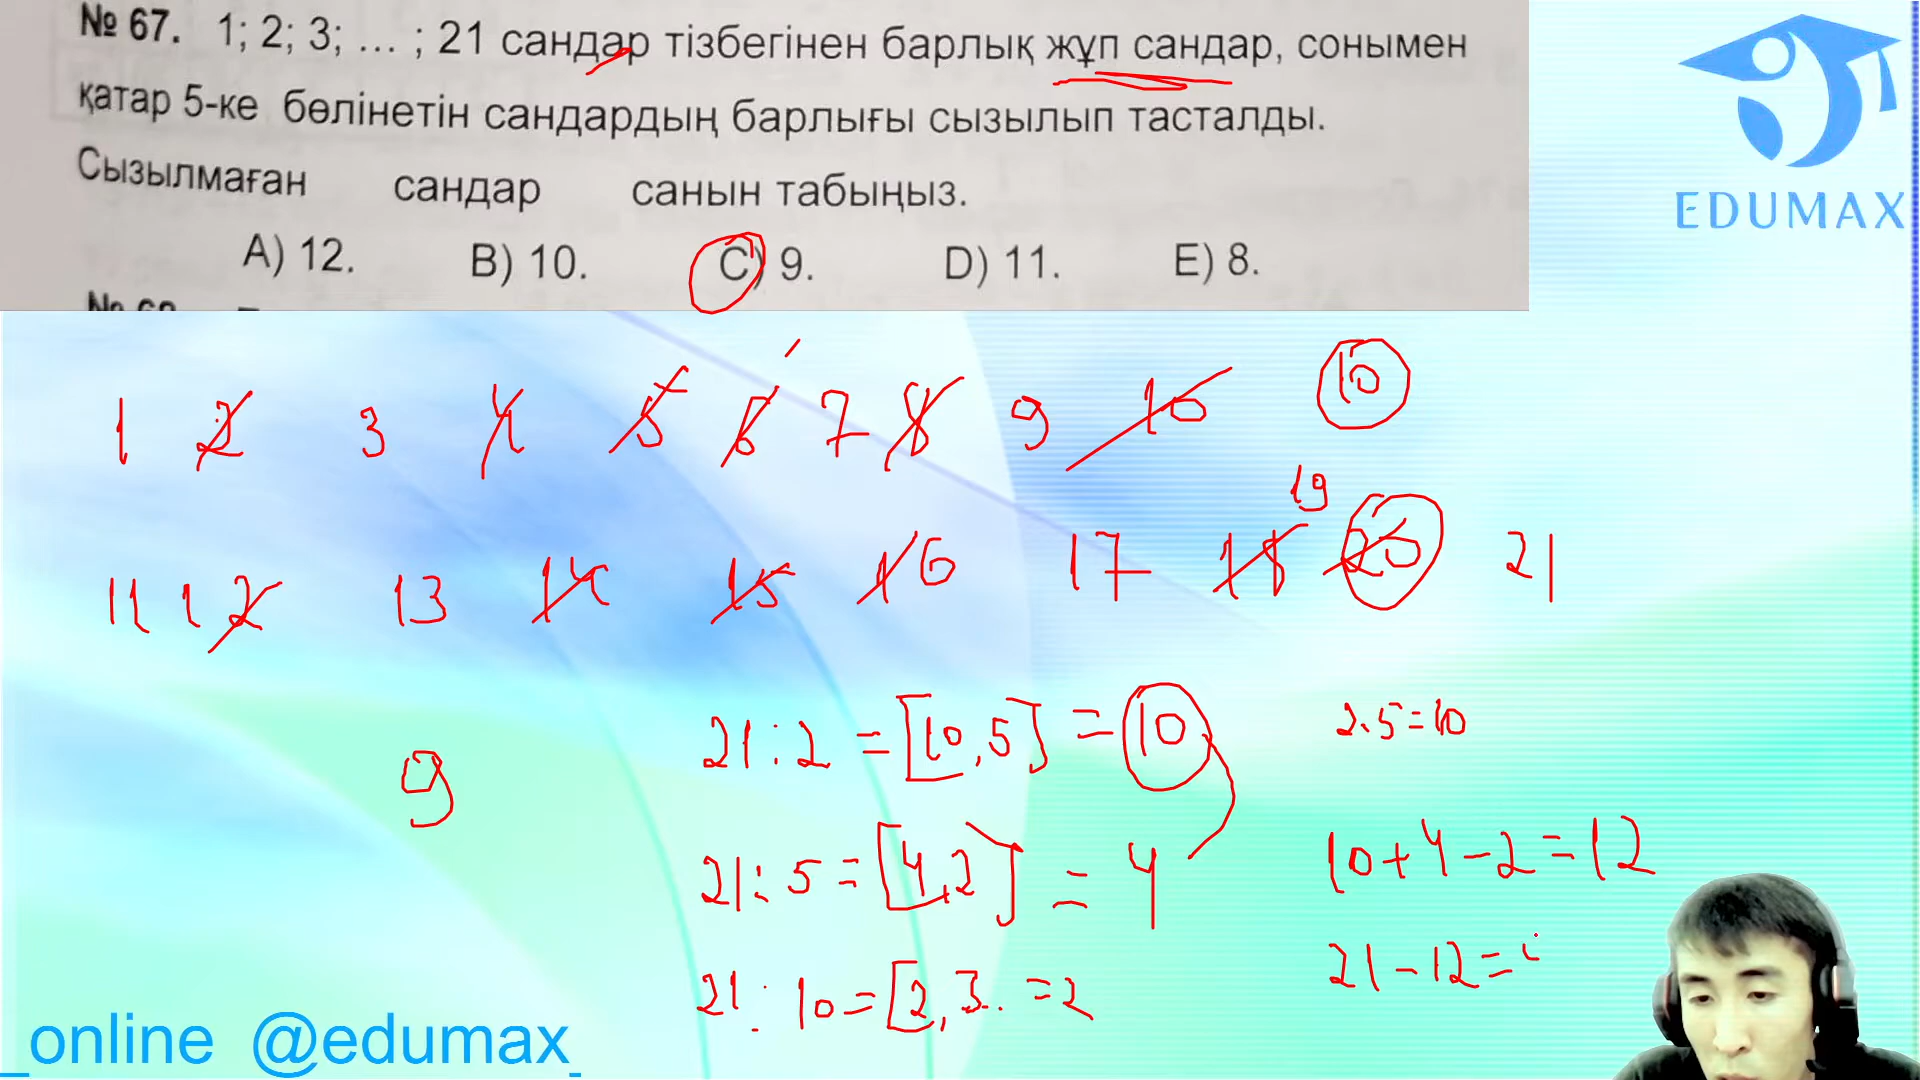 № 67. 1; 2; 3; ... ; 21 сандар тізбегінен барлық жұп сандар, сонымен
қатар 5-ке бөлінетін сандардың барлығы сызылып тасталды.
Сызылмаған сандар санын табыңыз.
A) 12. B) 10. C) 9. D) 11. E) 8.
EDUMAX
1 2 3 4 5 6 7 8 9 10 10
19
11 12 13 14 15 16 17 18 20 21
21 : 2 = [10,5] = 10 2·5=10
9
21 : 5 = [4,2] = 4 10+4-2=12
21 : 10 = [2,3.. =2 21-12=
_online @edumax_